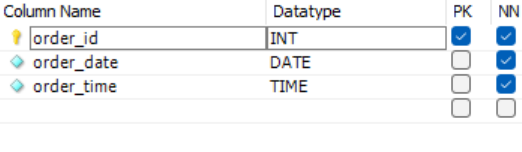 Column Name Datatype PK NN
order_id INT
order_date DATE
order_time TIME